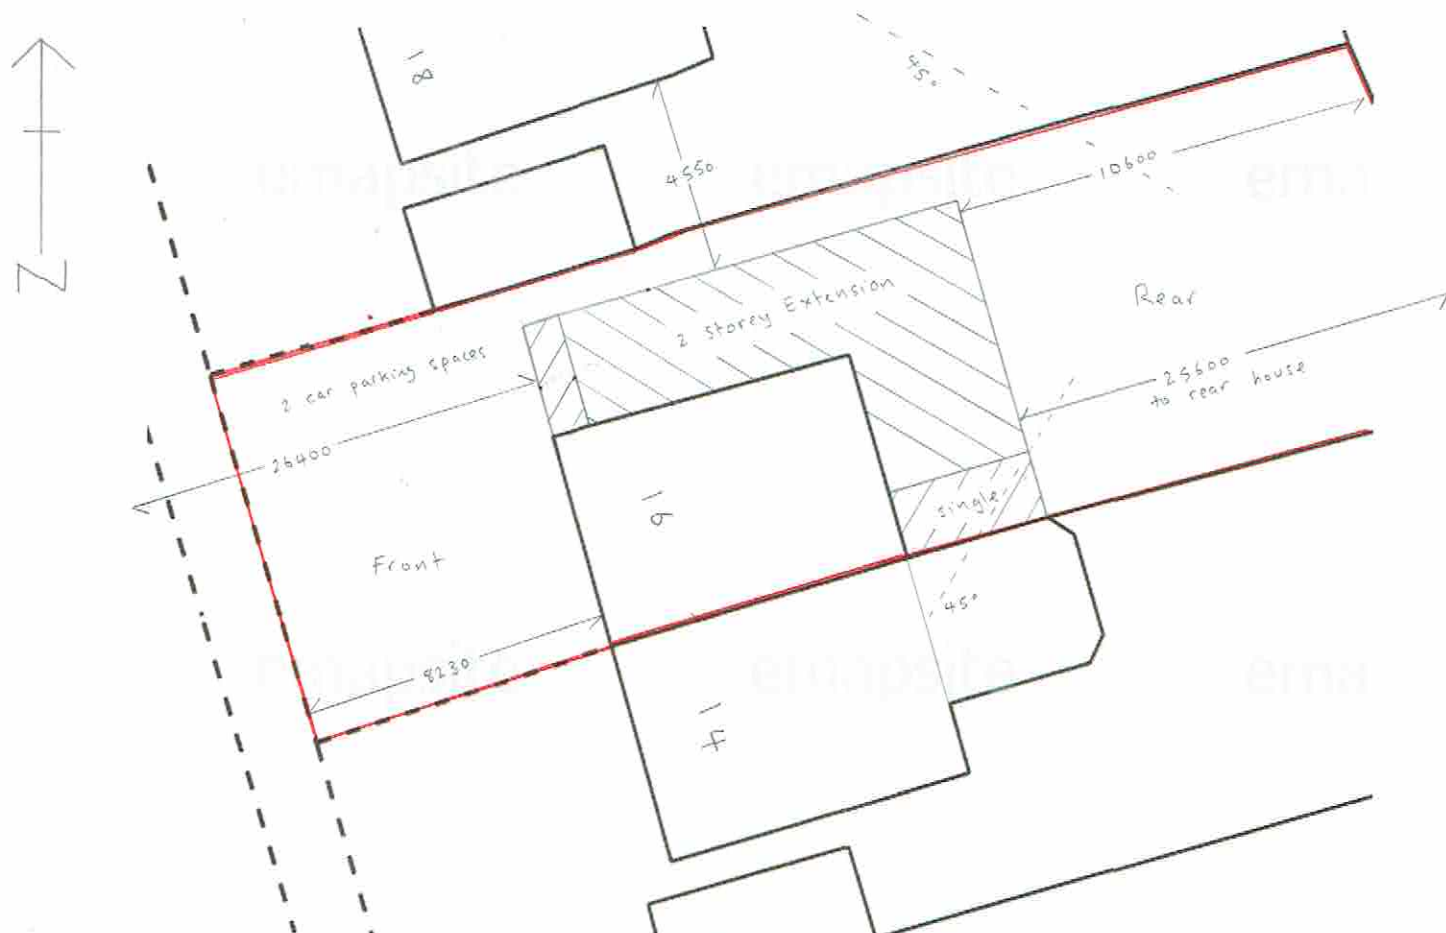 18
45°
4550
10600
N
2 Storey Extension
Rear
2 car parking spaces
25600
to rear house
26400
16
single
Front
45°
8230
14